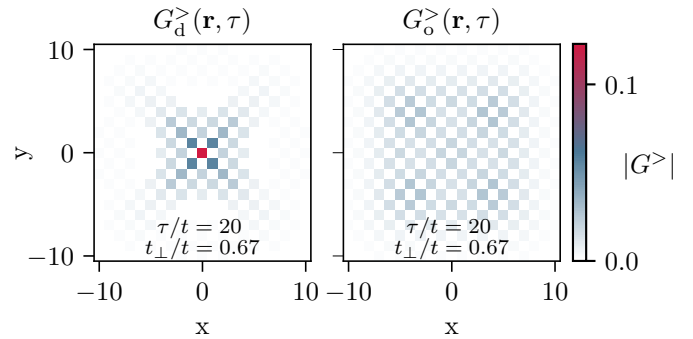 G_d^>(r, τ)
G_o^>(r, τ)
10
0
−10
y
τ/t = 20
t_⊥/t = 0.67
τ/t = 20
t_⊥/t = 0.67
−10 0 10
−10 0 10
x
x
0.1
0.0
|G^>|